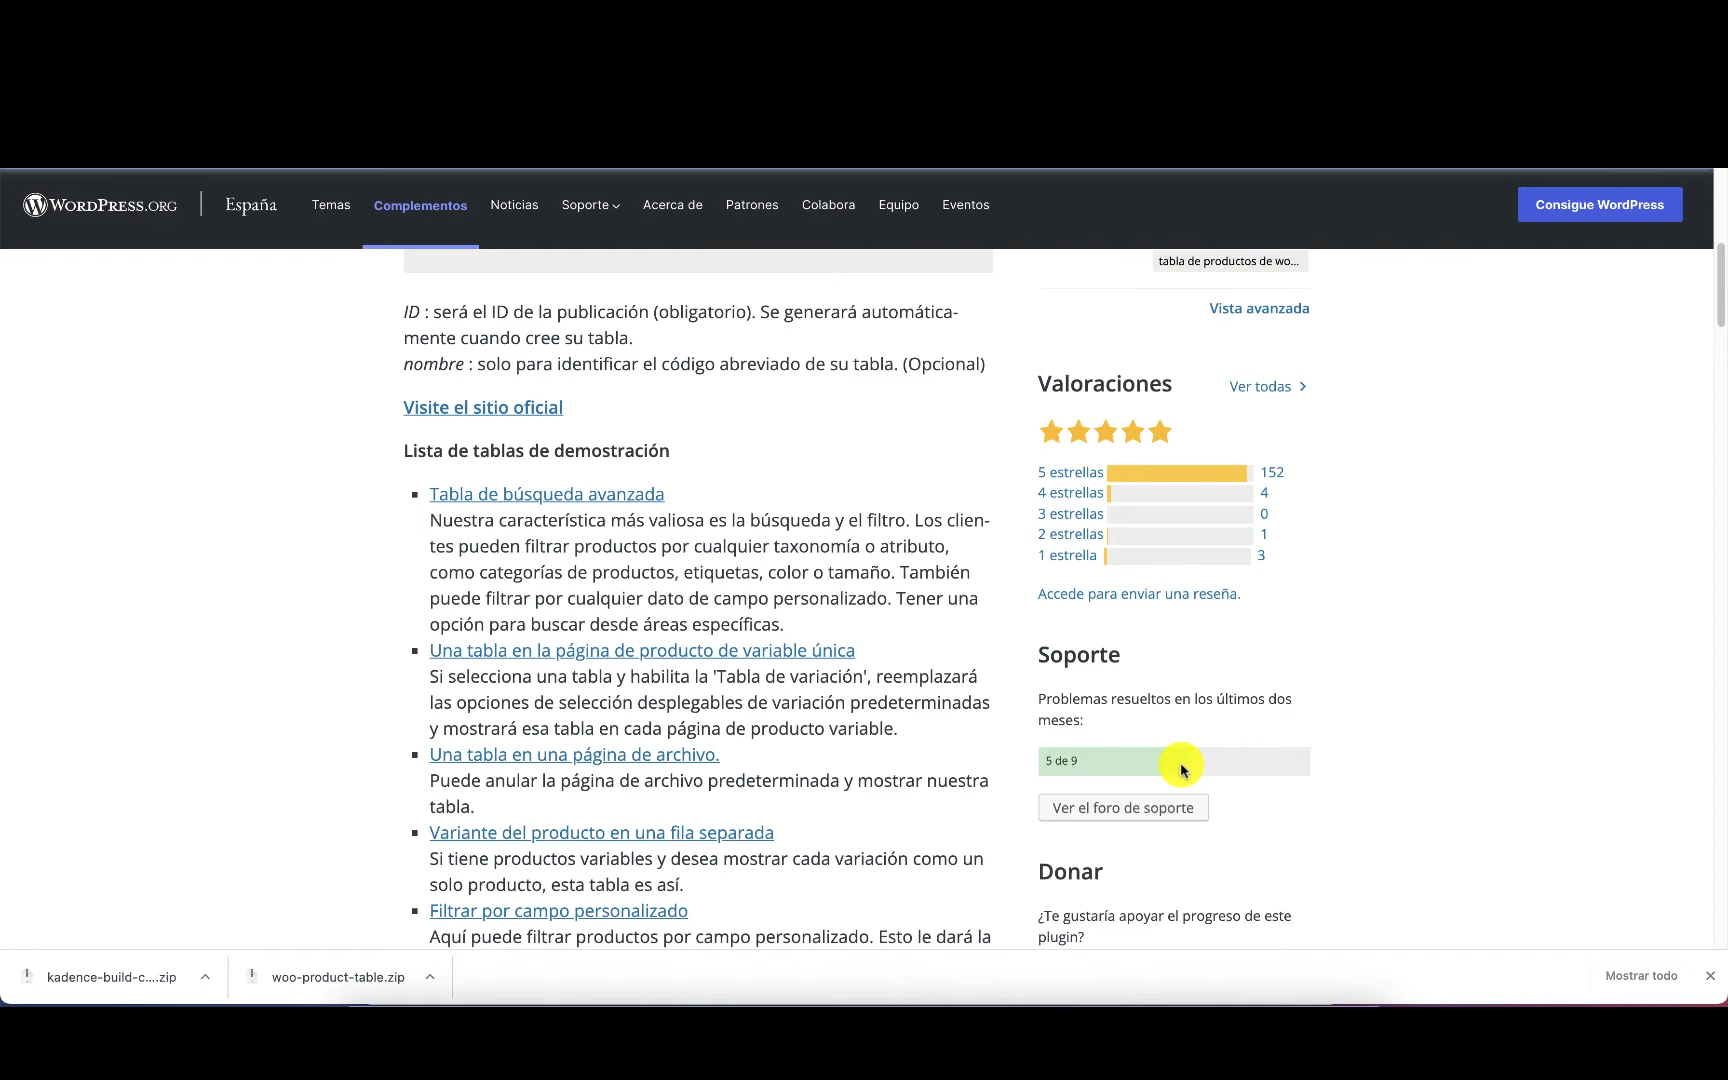 WORDPRESS.ORG España Temas Complementos Noticias Soporte Acerca de Patrones Colabora Equipo Eventos Consigue WordPress
ID : será el ID de la publicación (obligatorio). Se generará automática-
mente cuando cree su tabla.
nombre : solo para identificar el código abreviado de su tabla. (Opcional)
Visite el sitio oficial
Lista de tablas de demostración
Tabla de búsqueda avanzada
Nuestra característica más valiosa es la búsqueda y el filtro. Los clien-
tes pueden filtrar productos por cualquier taxonomía o atributo,
como categorías de productos, etiquetas, color o tamaño. También
puede filtrar por cualquier dato de campo personalizado. Tener una
opción para buscar desde áreas específicas.
Una tabla en la página de producto de variable única
Si selecciona una tabla y habilita la 'Tabla de variación', reemplazará
las opciones de selección desplegables de variación predeterminadas
y mostrará esa tabla en cada página de producto variable.
Una tabla en una página de archivo.
Puede anular la página de archivo predeterminada y mostrar nuestra
tabla.
Variante del producto en una fila separada
Si tiene productos variables y desea mostrar cada variación como un
solo producto, esta tabla es así.
Filtrar por campo personalizado
Aquí puede filtrar productos por campo personalizado. Esto le dará la
tabla de productos de wo...
Vista avanzada
Valoraciones Ver todas
5 estrellas 152
4 estrellas 4
3 estrellas 0
2 estrellas 1
1 estrella 3
Accede para enviar una reseña.
Soporte
Problemas resueltos en los últimos dos
meses:
5 de 9
Ver el foro de soporte
Donar
¿Te gustaría apoyar el progreso de este
plugin?
kadence-build-c....zip woo-product-table.zip Mostrar todo